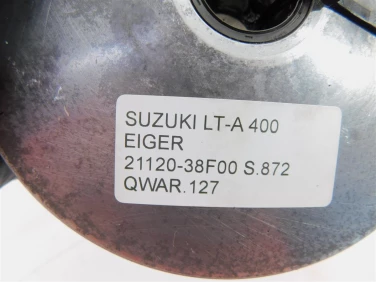 SUZUKI LT-A 400
EIGER
21120-38F00 S.872
QWAR.127